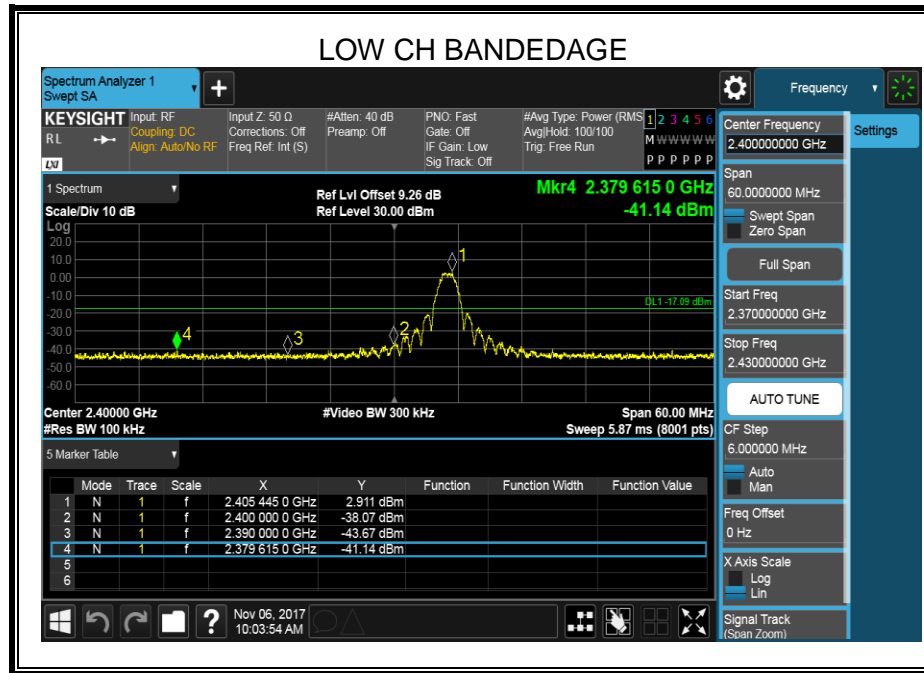 LOW CH BANDEDAGE
Spectrum Analyzer 1
Swept SA
+
Frequency
KEYSIGHT
RL
LXI
Input: RF
Coupling: DC
Align: Auto/No RF
Input Z: 50 Ω
Corrections: Off
Freq Ref: Int (S)
#Atten: 40 dB
Preamp: Off
PNO: Fast
Gate: Off
IF Gain: Low
Sig Track: Off
#Avg Type: Power (RMS
Avg|Hold: 100/100
Trig: Free Run
1 2 3 4 5 6
M W W W W W
P P P P P P
Center Frequency
2.400000000 GHz
Settings
Span
60.0000000 MHz
Swept Span
Zero Span
Full Span
Start Freq
2.370000000 GHz
Stop Freq
2.430000000 GHz
AUTO TUNE
CF Step
6.000000 MHz
Auto
Man
Freq Offset
0 Hz
X Axis Scale
Log
Lin
Signal Track
(Span Zoom)
1 Spectrum
Scale/Div 10 dB
Ref Lvl Offset 9.26 dB
Ref Level 30.00 dBm
Mkr4 2.379 615 0 GHz
-41.14 dBm
Log
20.0
10.0
0.00
-10.0
-20.0
-30.0
-40.0
-50.0
-60.0
1
DL1 -17.09 dBm
2
3
4
Center 2.40000 GHz
#Res BW 100 kHz
#Video BW 300 kHz
Span 60.00 MHz
Sweep 5.87 ms (8001 pts)
5 Marker Table
Mode Trace Scale X Y Function Function Width Function Value
1 N 1 f 2.405 445 0 GHz 2.911 dBm
2 N 1 f 2.400 000 0 GHz -38.07 dBm
3 N 1 f 2.390 000 0 GHz -43.67 dBm
4 N 1 f 2.379 615 0 GHz -41.14 dBm
5
6
?
Nov 06, 2017
10:03:54 AM